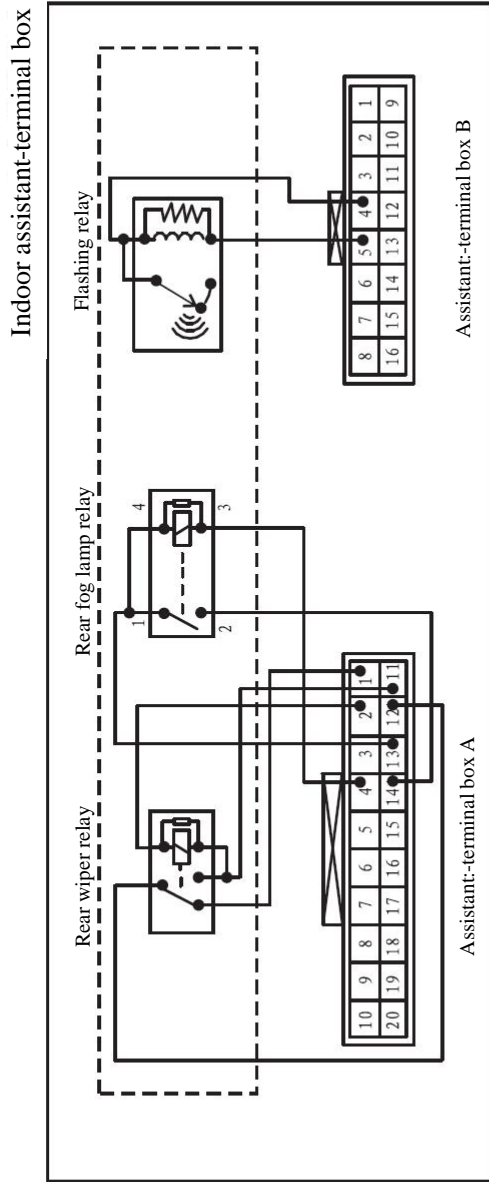 Indoor assistant-terminal box
Rear wiper relay
Rear fog lamp relay
Flashing relay
1 4
2 3
10 9 8 7 6 5 4 3 2 1
20 19 18 17 16 15 14 13 12 11
8 7 6 5 4 3 2 1
16 15 14 13 12 11 10 9
Assistant:-terminal box A
Assistant:-terminal box B